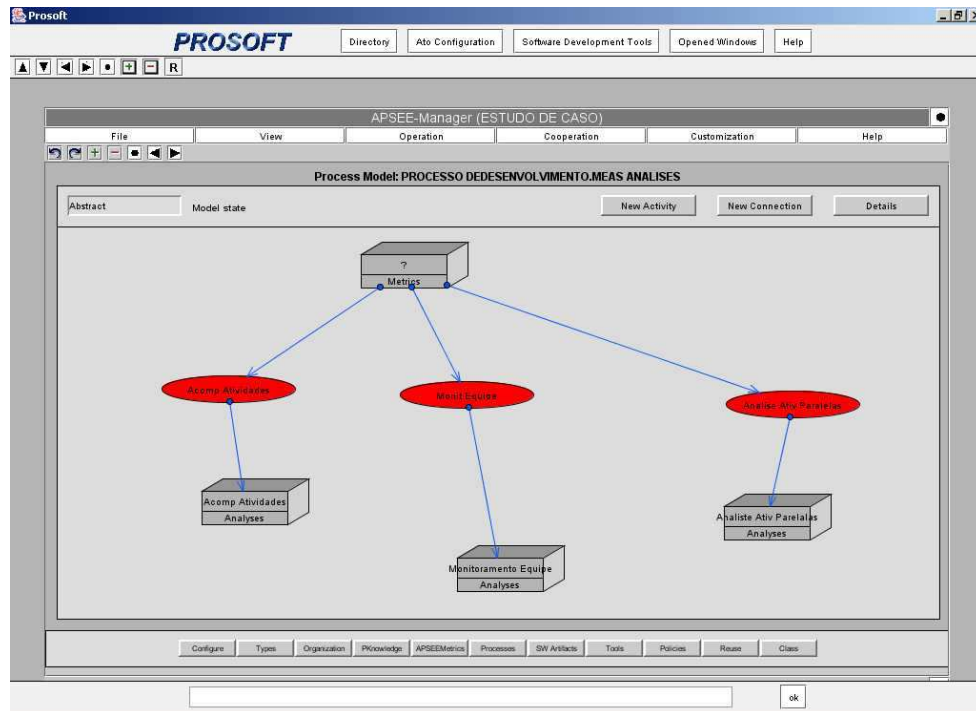 Prosoft
PROSOFT Directory Ato Configuration Software Development Tools Opened Windows Help
R
APSEE-Manager (ESTUDO DE CASO)
File View Operation Cooperation Customization Help
Process Model: PROCESSO DEDESENVOLVIMENTO.MEAS ANALISES
Abstract Model state New Activity New Connection Details
?
Metrics
Acomp Atividades Monit Equipe Analise Ativ Paralelas
Acomp Atividades
Analyses
Analiste Ativ Parelalas
Analyses
Monitoramento Equipe
Analyses
Configure Types Organization PKnowledge APSEEMetrics Processes SW Artifacts Tools Policies Reuse Class
ok